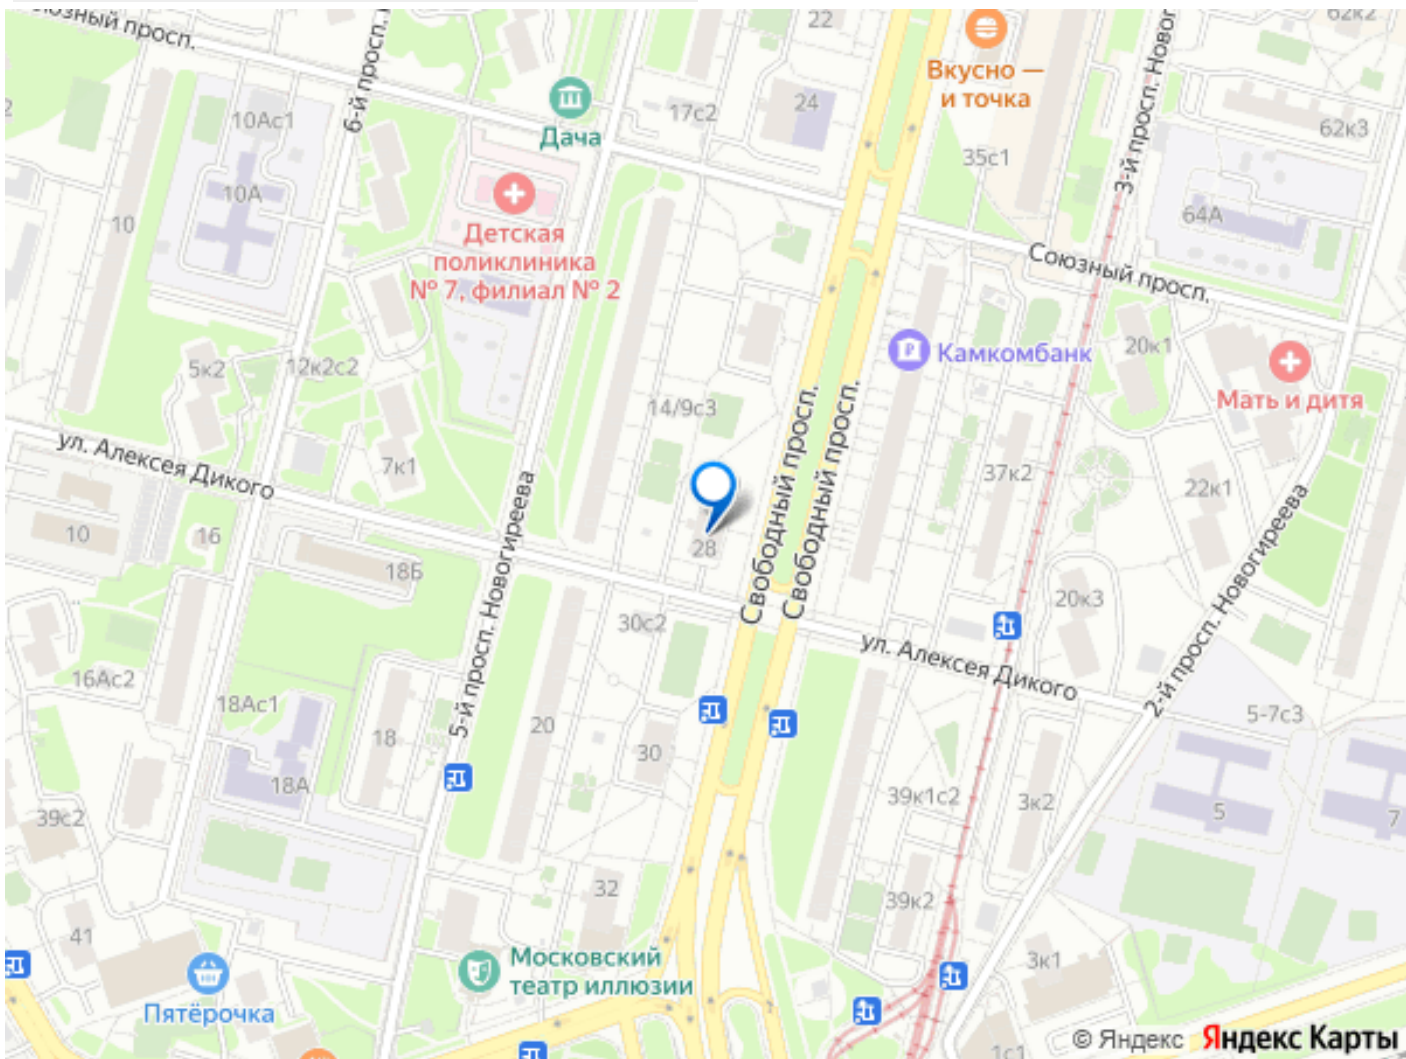 22
62к2
Союзный просп.
6-й просп.
3-й просп. Новог
Вкусно —
и точка
10Ас1
Дача
17с2
24
62к3
35с1
10А
10
Детская
поликлиника
№ 7, филиал № 2
64А
Союзный просп.
5к2
12к2с2
14/9с3
Камкомбанк
20к1
Мать и дитя
ул. Алексея Дикого
7к1
Свободный просп.
Свободный просп.
37к2
22к1
10
16
18Б
5-й просп. Новогиреева
28
2-й просп. Новогиреева
20к3
30с2
ул. Алексея Дикого
16Ас2
18Ас1
18
20
30
5-7с3
18А
39с2
39к1с2
3к2
5
7
32
39к2
41
Московский
театр иллюзии
3к1
Пятёрочка
1с1
© Яндекс Яндекс Карты